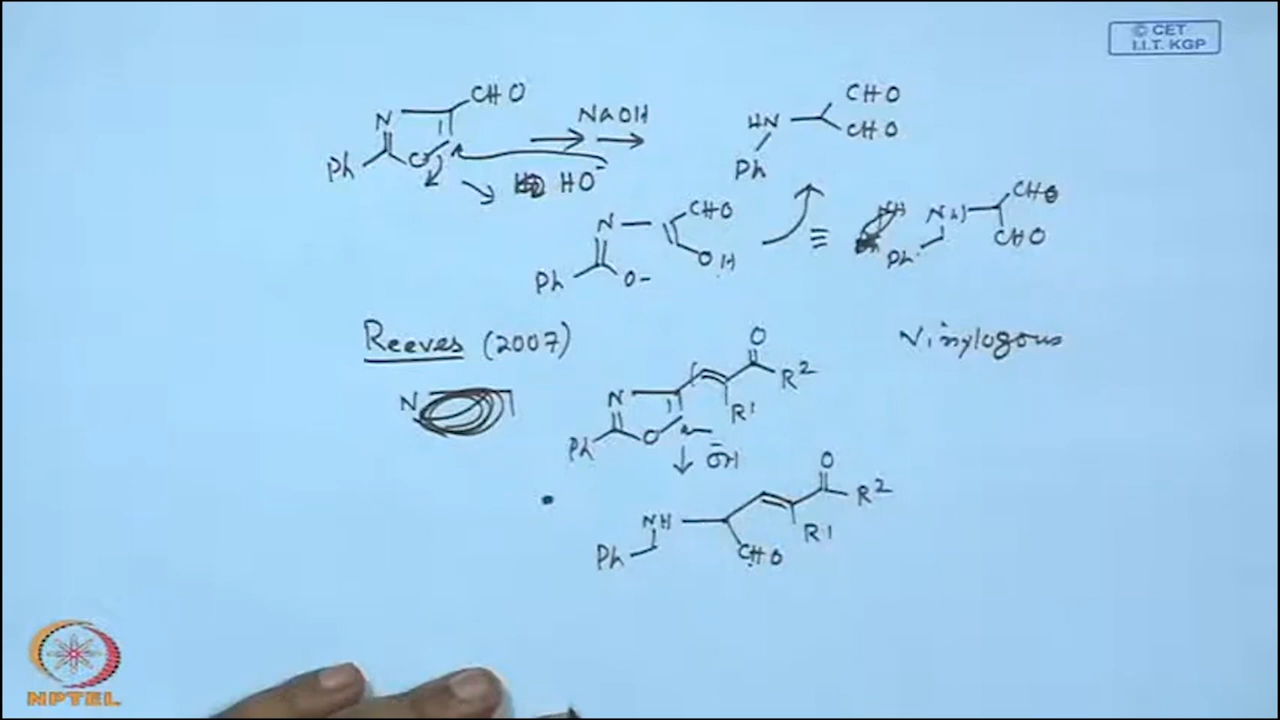 © CET
I.I.T. KGP
CHO
N
NaOH
HN
CHO
CHO
Ph
O
Ph
HO⁻
N
CHO
OH
≡
NH
CHO
CHO
Ph
O-
Ph
Reeves (2007)
Vinylogous
O
R2
N
N
R1
Ph
O
ŌH
O
R2
NH
R1
Ph
CHO
NPTEL